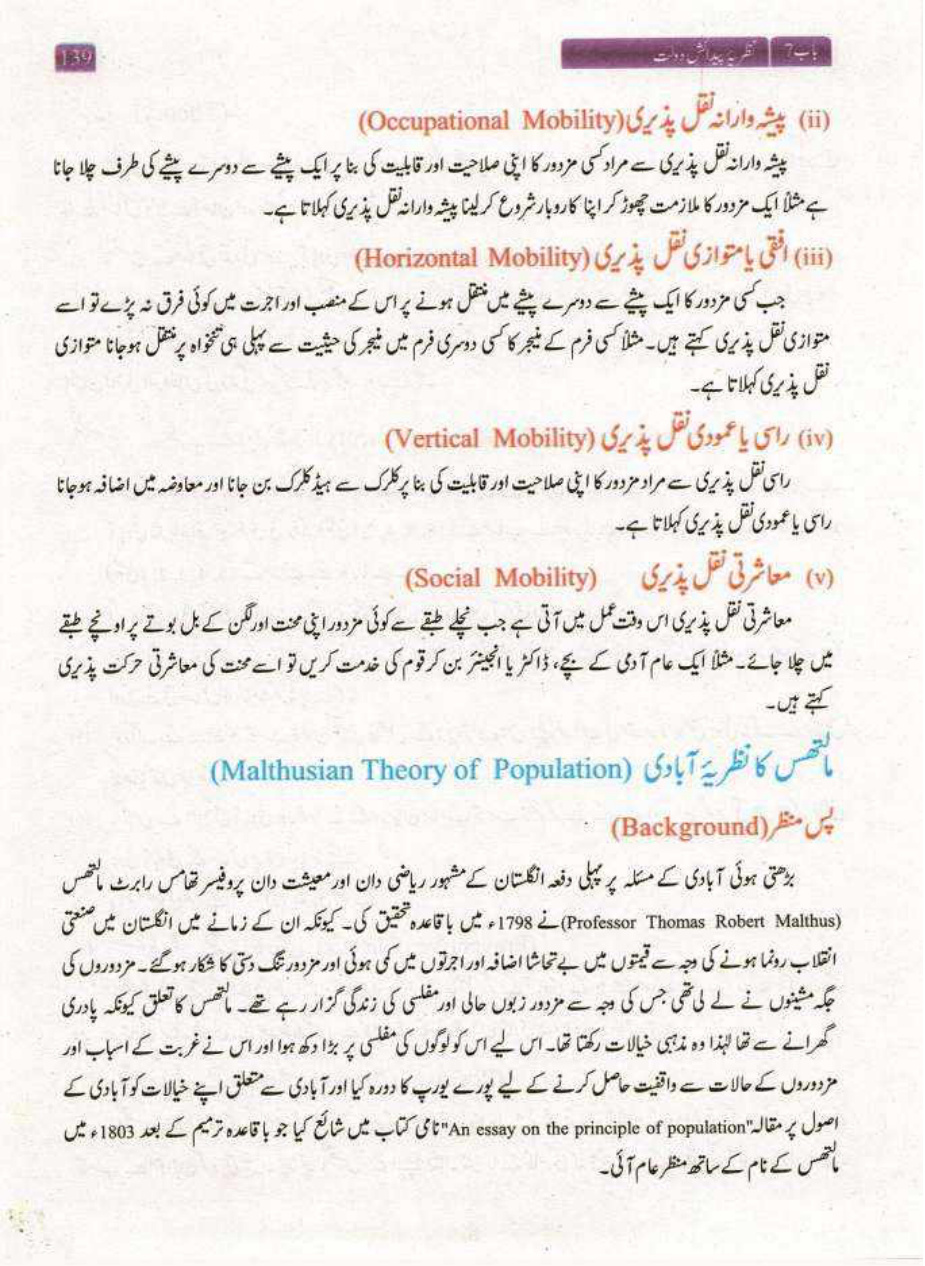 باب7 نظریۂ پیدائش دولت 139
(ii) پیشہ وارانہ نقل پذیری (Occupational Mobility)
پیشہ وارانہ نقل پذیری سے مراد کسی مزدور کا اپنی صلاحیت اور قابلیت کی بنا پر ایک پیشے سے دوسرے پیشے کی طرف چلا جانا
ہے مثلاً ایک مزدور کا ملازمت چھوڑ کر اپنا کاروبار شروع کر لینا پیشہ وارانہ نقل پذیری کہلاتا ہے۔
(iii) افقی یا متوازی نقل پذیری (Horizontal Mobility)
جب کسی مزدور کا ایک پیشے سے دوسرے پیشے میں منتقل ہونے پر اس کے منصب اور اجرت میں کوئی فرق نہ پڑے تو اسے
متوازی نقل پذیری کہتے ہیں۔ مثلاً کسی فرم کے منیجر کا کسی دوسری فرم میں منیجر کی حیثیت سے پہلی ہی تنخواہ پر منتقل ہوجانا متوازی
نقل پذیری کہلاتا ہے۔
(iv) راسی یا عمودی نقل پذیری (Vertical Mobility)
راسی نقل پذیری سے مراد مزدور کا اپنی صلاحیت اور قابلیت کی بنا پر کلرک سے ہیڈ کلرک بن جانا اور معاوضہ میں اضافہ ہوجانا
راسی یا عمودی نقل پذیری کہلاتا ہے۔
(v) معاشرتی نقل پذیری (Social Mobility)
معاشرتی نقل پذیری اس وقت عمل میں آتی ہے جب نچلے طبقے سے کوئی مزدور اپنی محنت اور لگن کے بل بوتے پر اونچے طبقے
میں چلا جائے۔ مثلاً ایک عام آدمی کے بچے، ڈاکٹر یا انجینئر بن کر قوم کی خدمت کریں تو اسے محنت کی معاشرتی حرکت پذیری
کہتے ہیں۔
مالتھس کا نظریۂ آبادی (Malthusian Theory of Population)
پس منظر (Background)
بڑھتی ہوئی آبادی کے مسئلہ پر پہلی دفعہ انگلستان کے مشہور ریاضی دان اور معیشت دان پروفیسر تھامس رابرٹ مالتھس
(Professor Thomas Robert Malthus) نے 1798ء میں باقاعدہ تحقیق کی۔ کیونکہ ان کے زمانے میں انگلستان میں صنعتی
انقلاب رونما ہونے کی وجہ سے قیمتوں میں بے تحاشا اضافہ اور اجرتوں میں کمی ہوئی اور مزدور تنگ دستی کا شکار ہو گئے۔ مزدوروں کی
جگہ مشینوں نے لے لی تھی جس کی وجہ سے مزدور زبوں حالی اور مفلسی کی زندگی گزار رہے تھے۔ مالتھس کا تعلق کیونکہ پادری
گھرانے سے تھا لہٰذا وہ مذہبی خیالات رکھتا تھا۔ اس لیے اس کو لوگوں کی مفلسی پر بڑا دکھ ہوا اور اس نے غربت کے اسباب اور
مزدوروں کے حالات سے واقفیت حاصل کرنے کے لیے پورے یورپ کا دورہ کیا اور آبادی سے متعلق اپنے خیالات کو آبادی کے
اصول پر مقالہ "An essay on the principle of population" نامی کتاب میں شائع کیا جو باقاعدہ ترمیم کے بعد 1803ء میں
مالتھس کے نام کے ساتھ منظر عام آئی۔